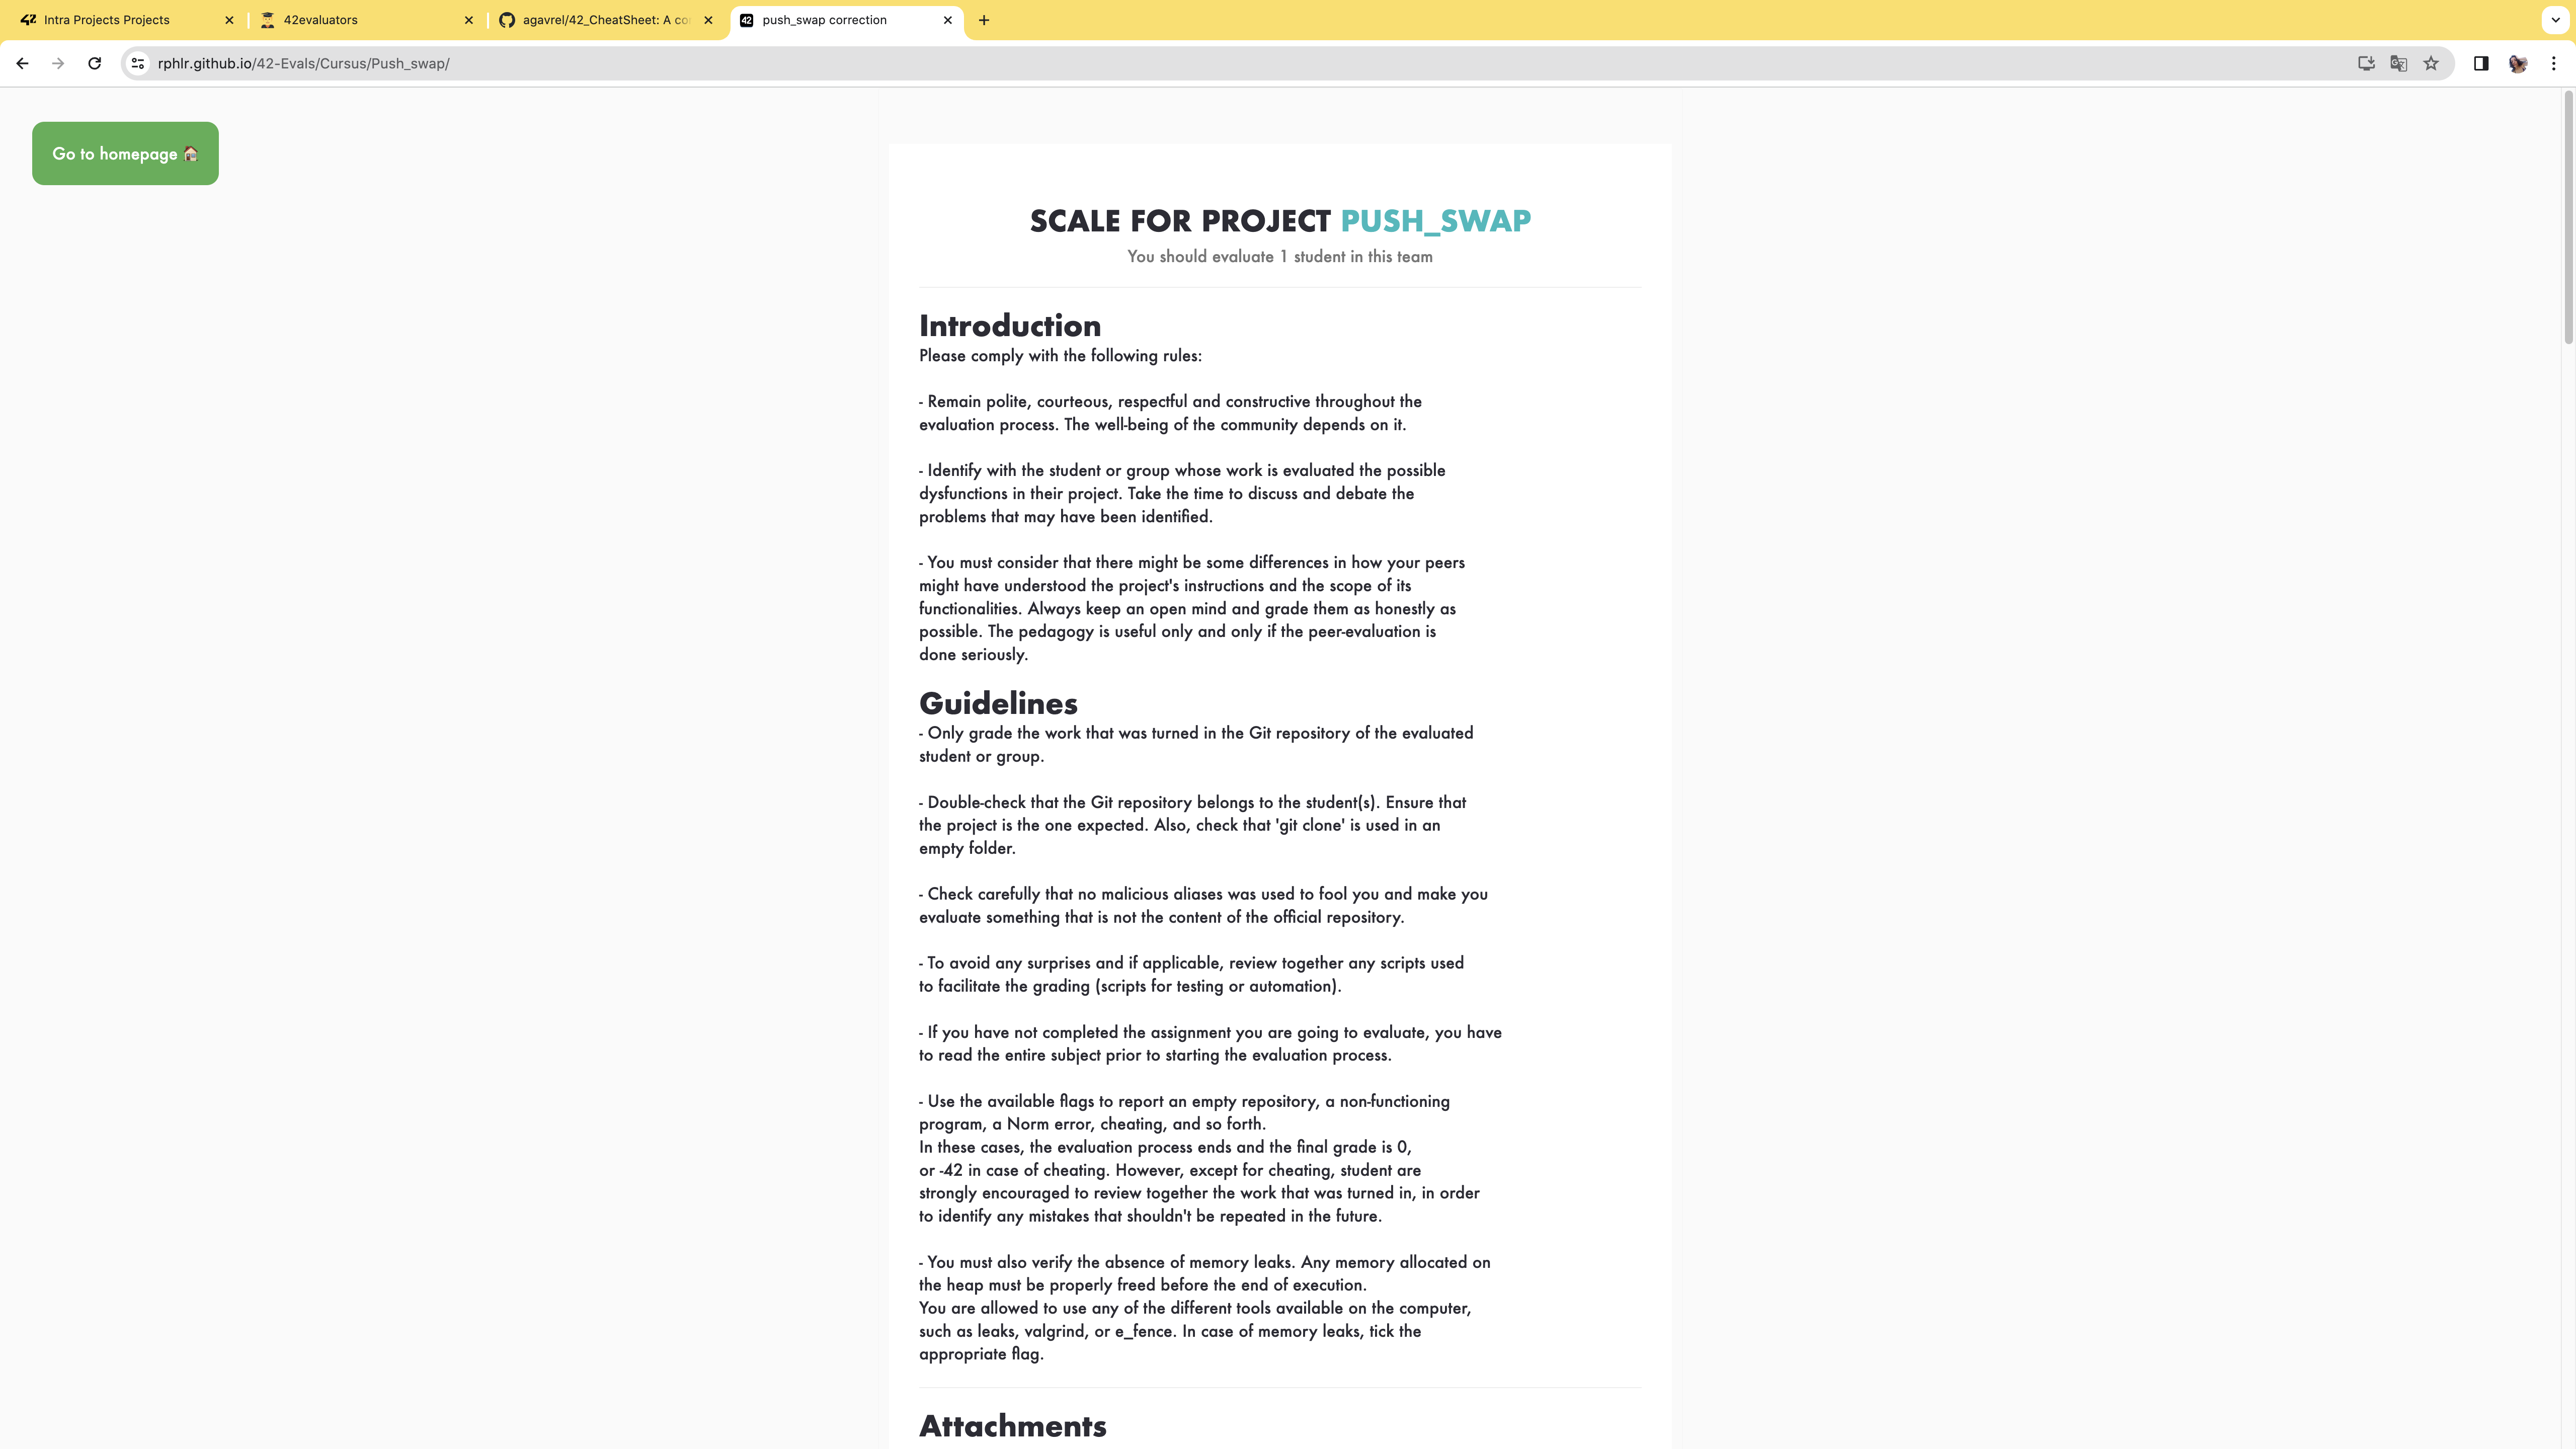 Intra Projects Projects
42evaluators
agavrel/42_CheatSheet: A co
push_swap correction
rphlr.github.io/42-Evals/Cursus/Push_swap/
Go to homepage 🏠
SCALE FOR PROJECT PUSH_SWAP
You should evaluate 1 student in this team
Introduction
Please comply with the following rules:
- Remain polite, courteous, respectful and constructive throughout the
evaluation process. The well-being of the community depends on it.
- Identify with the student or group whose work is evaluated the possible
dysfunctions in their project. Take the time to discuss and debate the
problems that may have been identified.
- You must consider that there might be some differences in how your peers
might have understood the project's instructions and the scope of its
functionalities. Always keep an open mind and grade them as honestly as
possible. The pedagogy is useful only and only if the peer-evaluation is
done seriously.
Guidelines
- Only grade the work that was turned in the Git repository of the evaluated
student or group.
- Double-check that the Git repository belongs to the student(s). Ensure that
the project is the one expected. Also, check that 'git clone' is used in an
empty folder.
- Check carefully that no malicious aliases was used to fool you and make you
evaluate something that is not the content of the official repository.
- To avoid any surprises and if applicable, review together any scripts used
to facilitate the grading (scripts for testing or automation).
- If you have not completed the assignment you are going to evaluate, you have
to read the entire subject prior to starting the evaluation process.
- Use the available flags to report an empty repository, a non-functioning
program, a Norm error, cheating, and so forth.
In these cases, the evaluation process ends and the final grade is 0,
or -42 in case of cheating. However, except for cheating, student are
strongly encouraged to review together the work that was turned in, in order
to identify any mistakes that shouldn't be repeated in the future.
- You must also verify the absence of memory leaks. Any memory allocated on
the heap must be properly freed before the end of execution.
You are allowed to use any of the different tools available on the computer,
such as leaks, valgrind, or e_fence. In case of memory leaks, tick the
appropriate flag.
Attachments